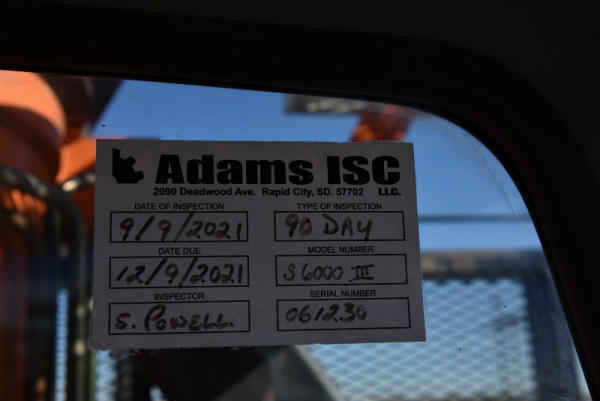 Adams ISC
2090 Deadwood Ave. Rapid City, SD. 57702 LLC.
DATE OF INSPECTION TYPE OF INSPECTION
9/9/2021 90 DAY
DATE DUE MODEL NUMBER
12/9/2021 S6000 III
INSPECTOR SERIAL NUMBER
S. POWELL 061230